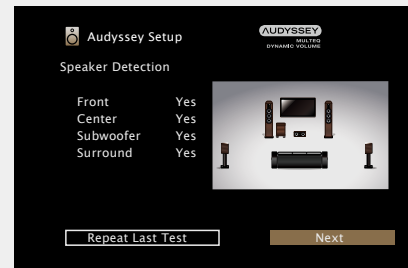 Audyssey Setup
AUDYSSEY
MULTEQ
DYNAMIC VOLUME
Speaker Detection
Front Yes
Center Yes
Subwoofer Yes
Surround Yes
Repeat Last Test
Next